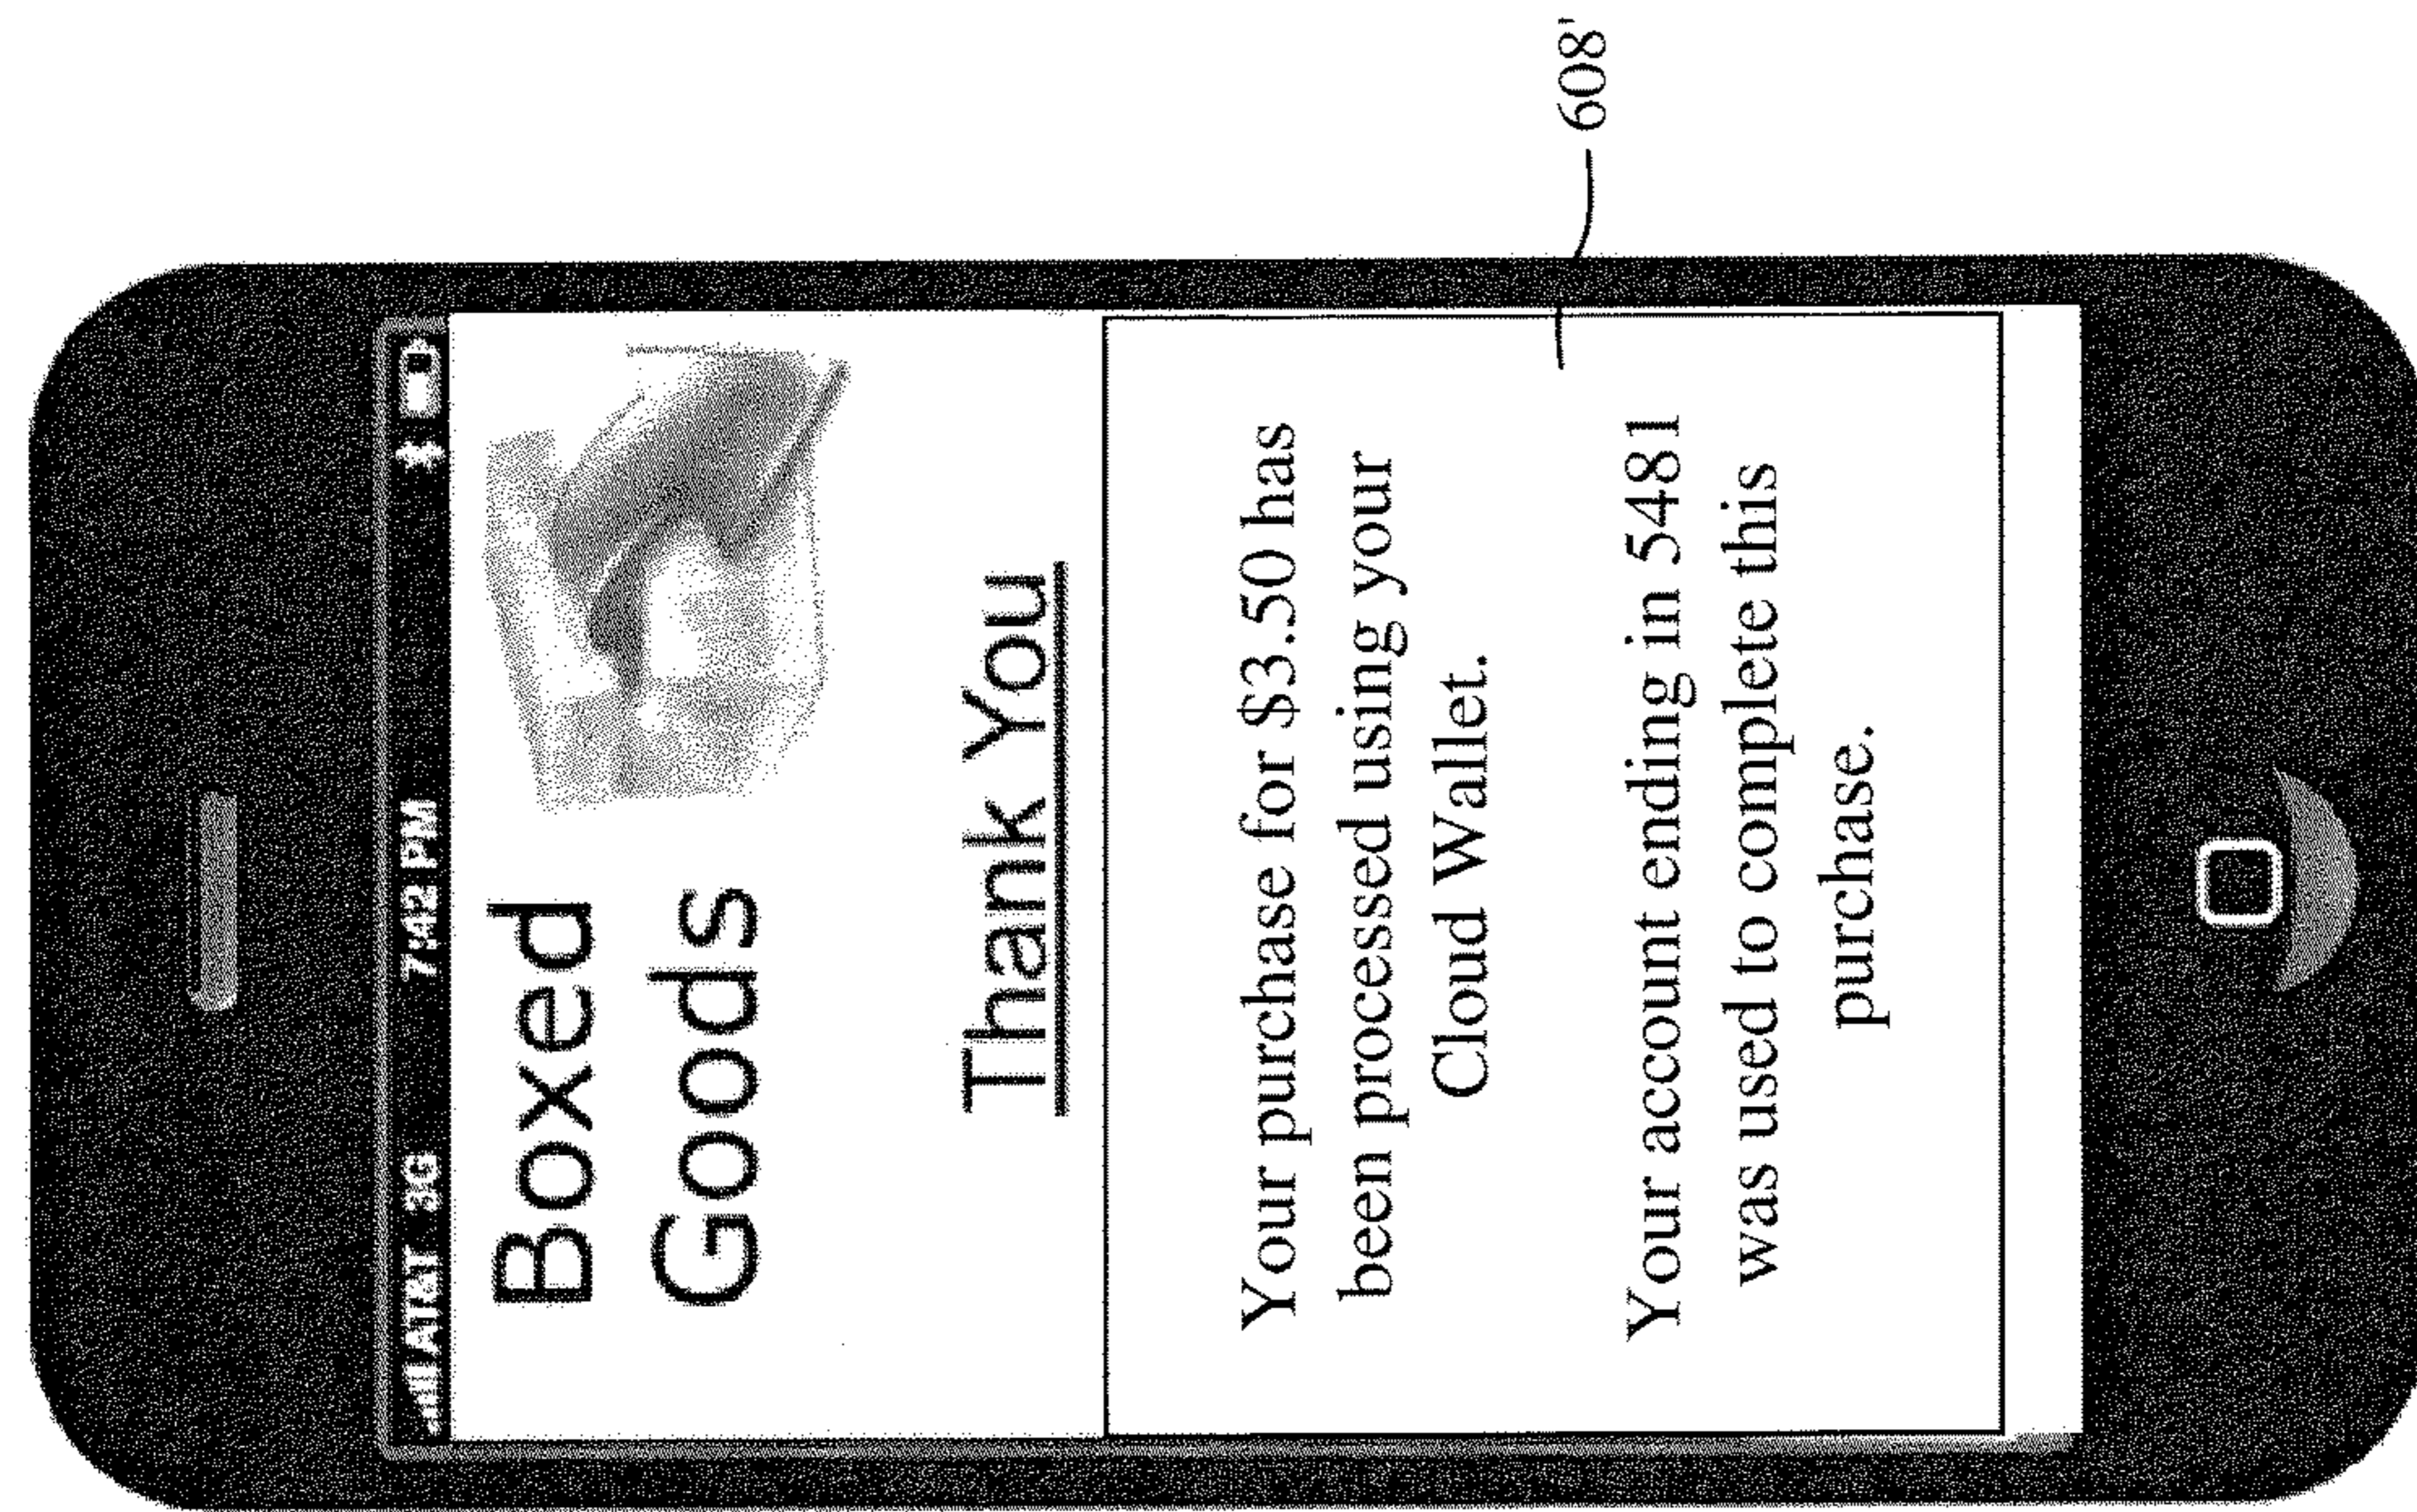 AT&T 3G 7:42 PM
Boxed
Goods
Thank You
Your purchase for $3.50 has
been processed using your
Cloud Wallet.
Your account ending in 5481
was used to complete this
purchase.
608'